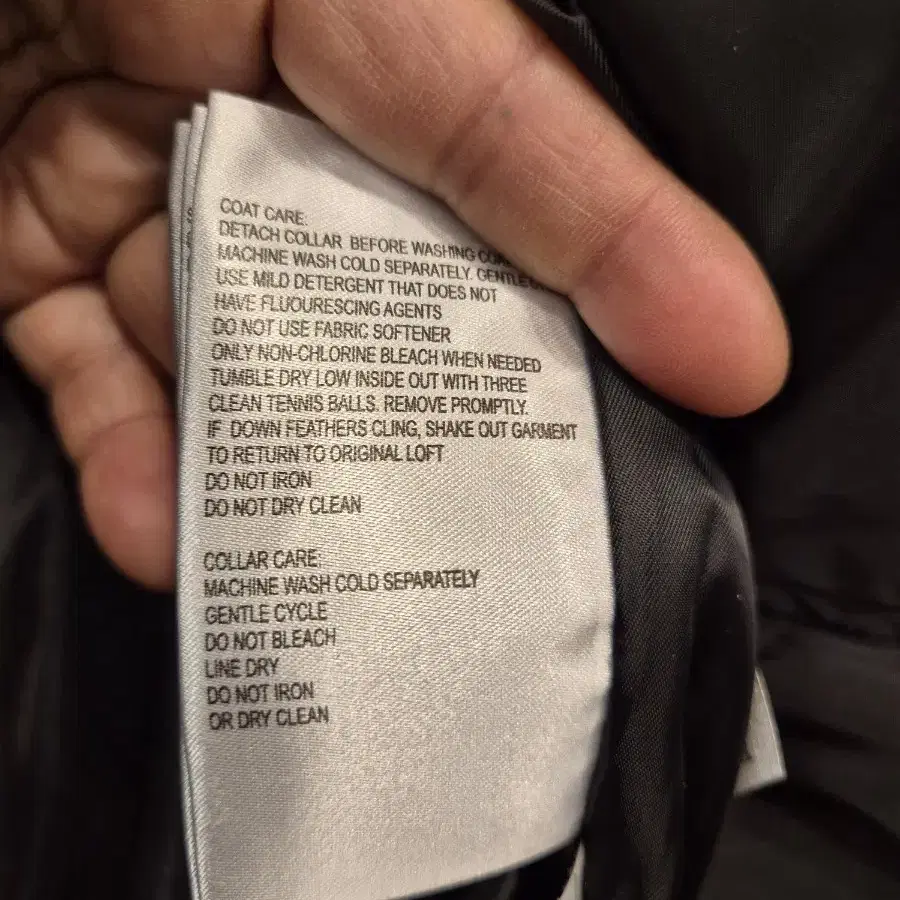 COAT CARE:
DETACH COLLAR BEFORE WASHING
MACHINE WASH COLD SEPARATELY. GENTLE
USE MILD DETERGENT THAT DOES NOT
HAVE FLUOURESCING AGENTS
DO NOT USE FABRIC SOFTENER
ONLY NON-CHLORINE BLEACH WHEN NEEDED
TUMBLE DRY LOW INSIDE OUT WITH THREE
CLEAN TENNIS BALLS. REMOVE PROMPTLY.
IF DOWN FEATHERS CLING, SHAKE OUT GARMENT
TO RETURN TO ORIGINAL LOFT
DO NOT IRON
DO NOT DRY CLEAN
COLLAR CARE:
MACHINE WASH COLD SEPARATELY
GENTLE CYCLE
DO NOT BLEACH
LINE DRY
DO NOT IRON
OR DRY CLEAN